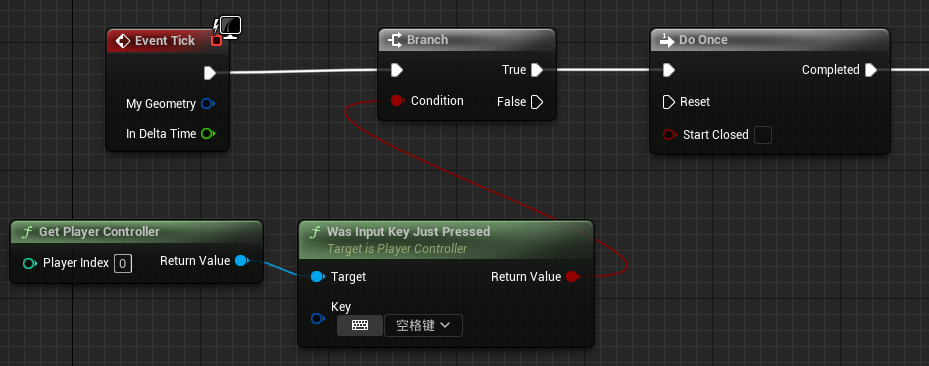 Event Tick
My Geometry
In Delta Time
Branch
True
Condition
False
Do Once
Completed
Reset
Start Closed
Get Player Controller
Player Index 0
Return Value
Was Input Key Just Pressed
Target is Player Controller
Target
Return Value
Key
空格键